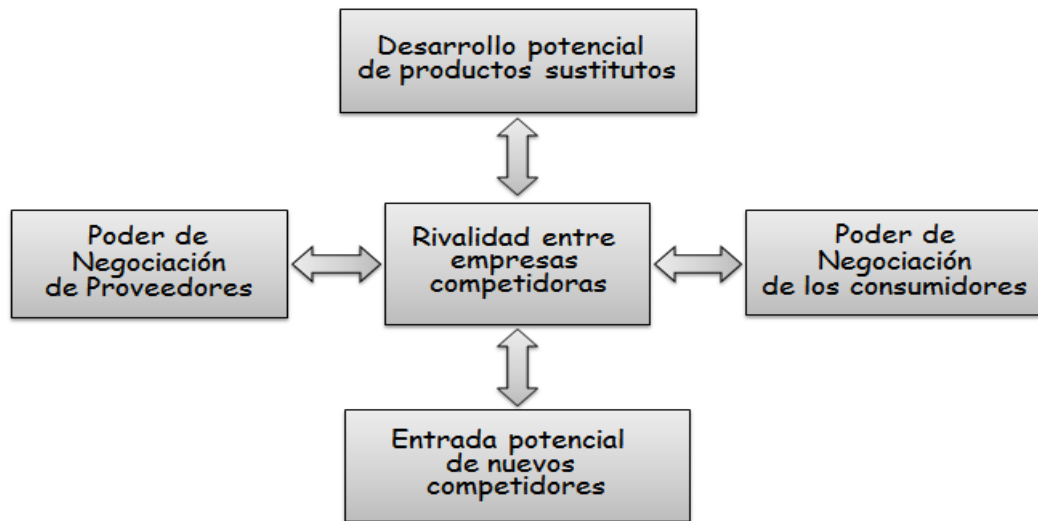 Desarrollo potencial
de productos sustitutos
Poder de
Negociación
de Proveedores
Rivalidad entre
empresas
competidoras
Poder de
Negociación
de los consumidores
Entrada potencial
de nuevos
competidores